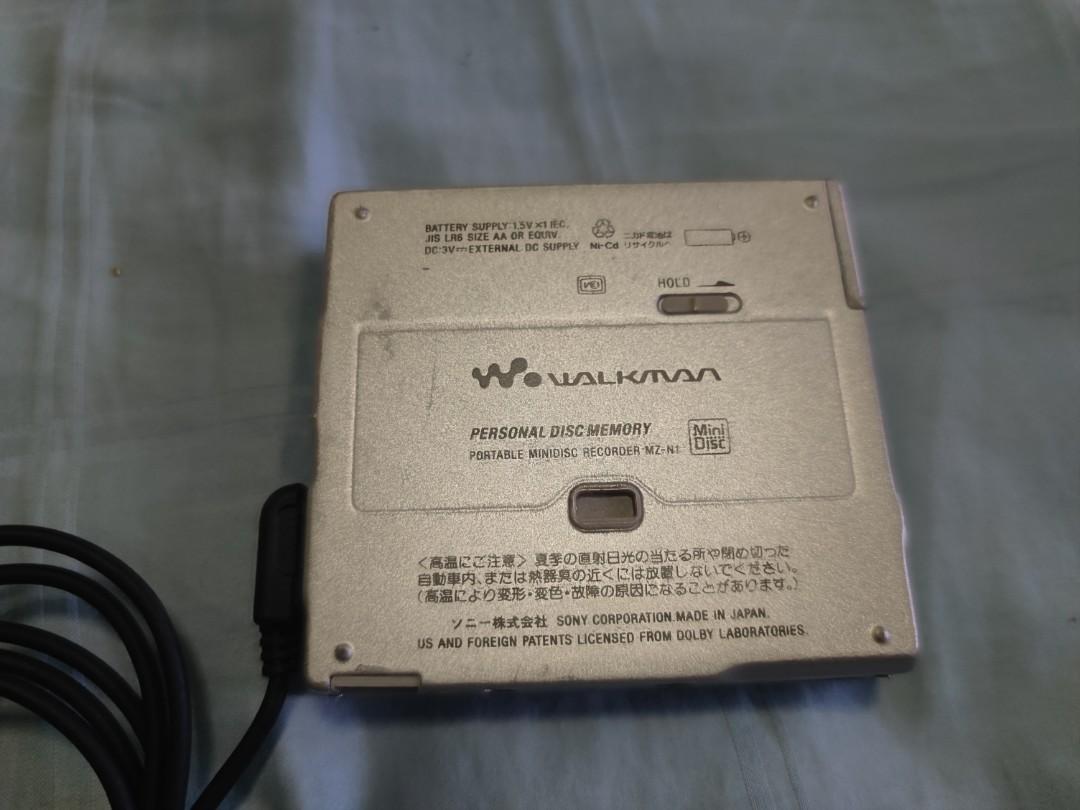 BATTERY SUPPLY:1.5V×1 IEC.
JIS LR6 SIZE AA OR EQUIV.
DC:3V⎓EXTERNAL DC SUPPLY
Ni-Cd
ニカド電池は
リサイクルへ
HOLD
WALKMAN
PERSONAL DISC MEMORY
PORTABLE MINIDISC RECORDER MZ-N1
Mini
Disc
〈高温にご注意〉夏季の直射日光の当たる所や閉め切った
自動車内、または熱器具の近くには放置しないでください。
(高温により変形・変色・故障の原因になることがあります。)
ソニー株式会社 SONY CORPORATION.MADE IN JAPAN.
US AND FOREIGN PATENTS LICENSED FROM DOLBY LABORATORIES.